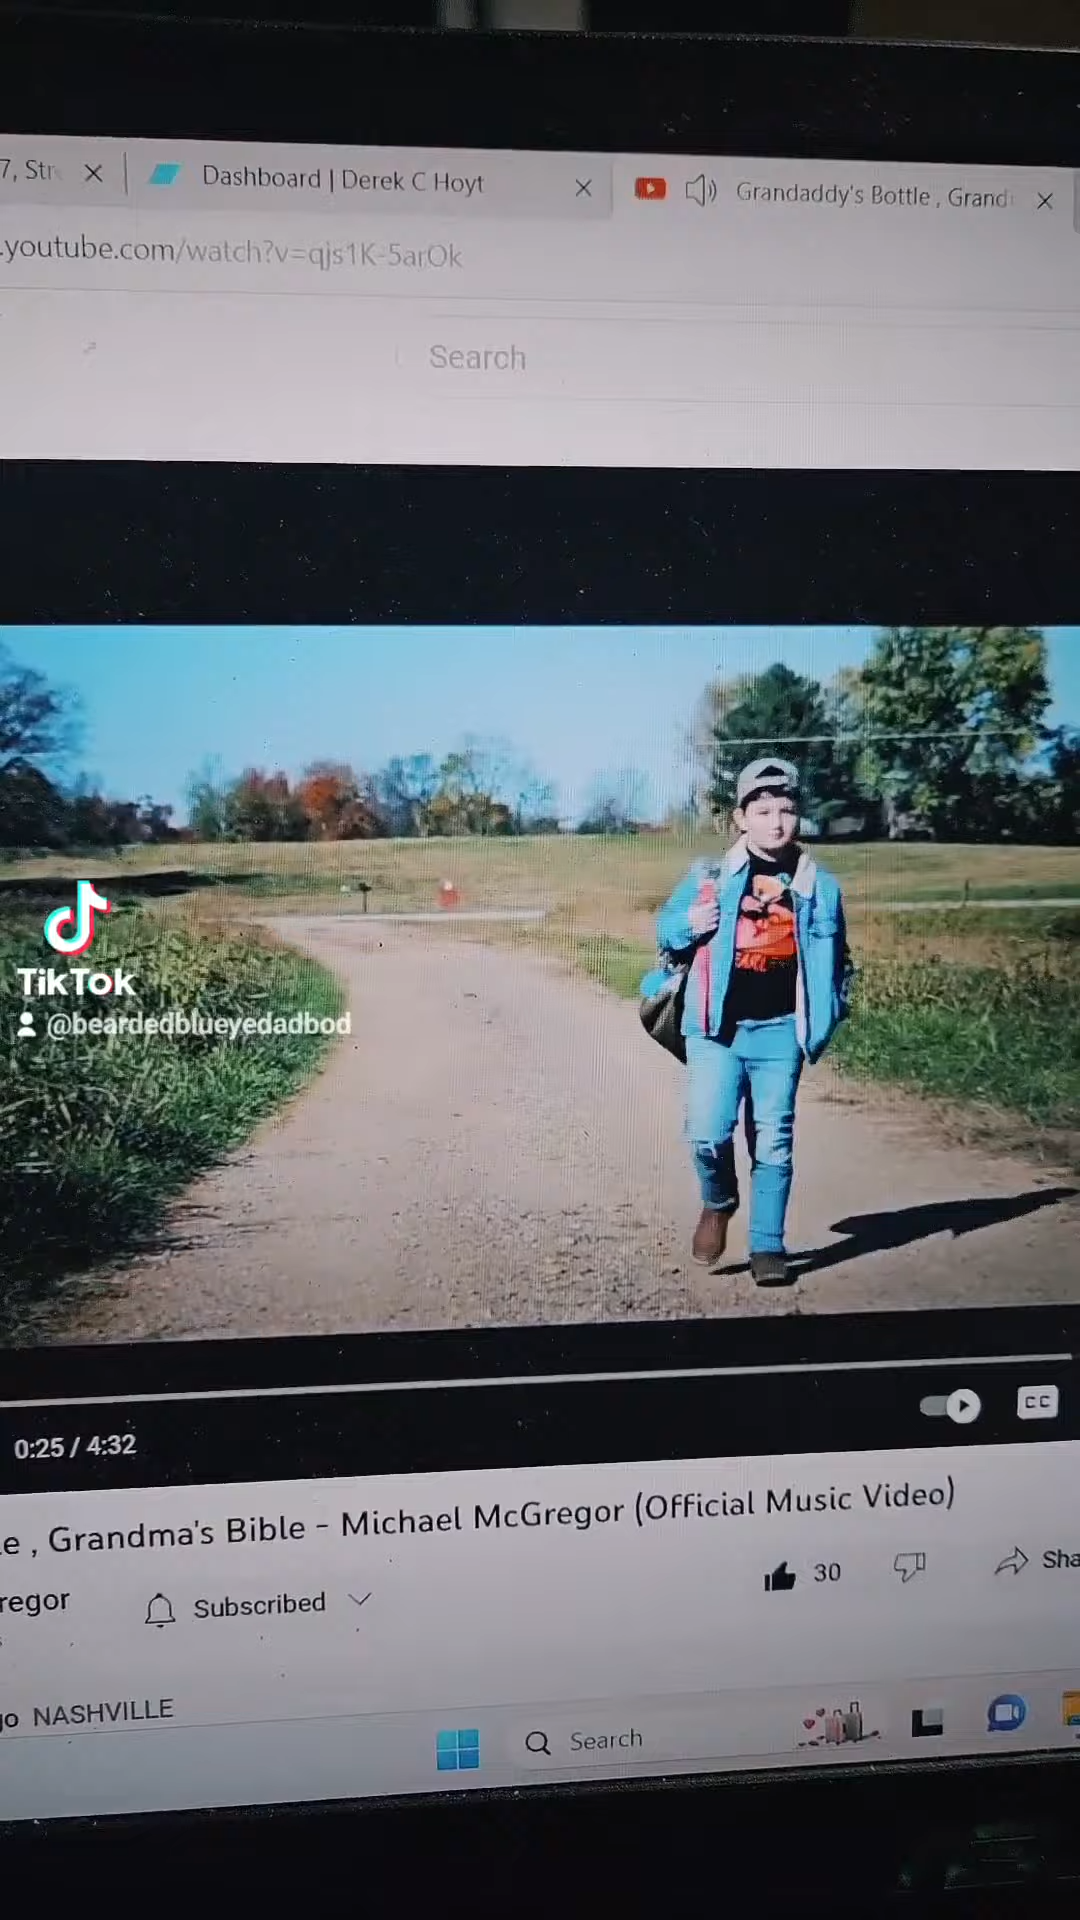 7, Str
Dashboard | Derek C Hoyt
Grandaddy's Bottle , Grand
.youtube.com/watch?v=qjs1K-5arOk
Search
TikTok
@beardedblueyedadbod
CC
0:25 / 4:32
e , Grandma's Bible - Michael McGregor (Official Music Video)
30
Sha
regor
Subscribed
go NASHVILLE
Search